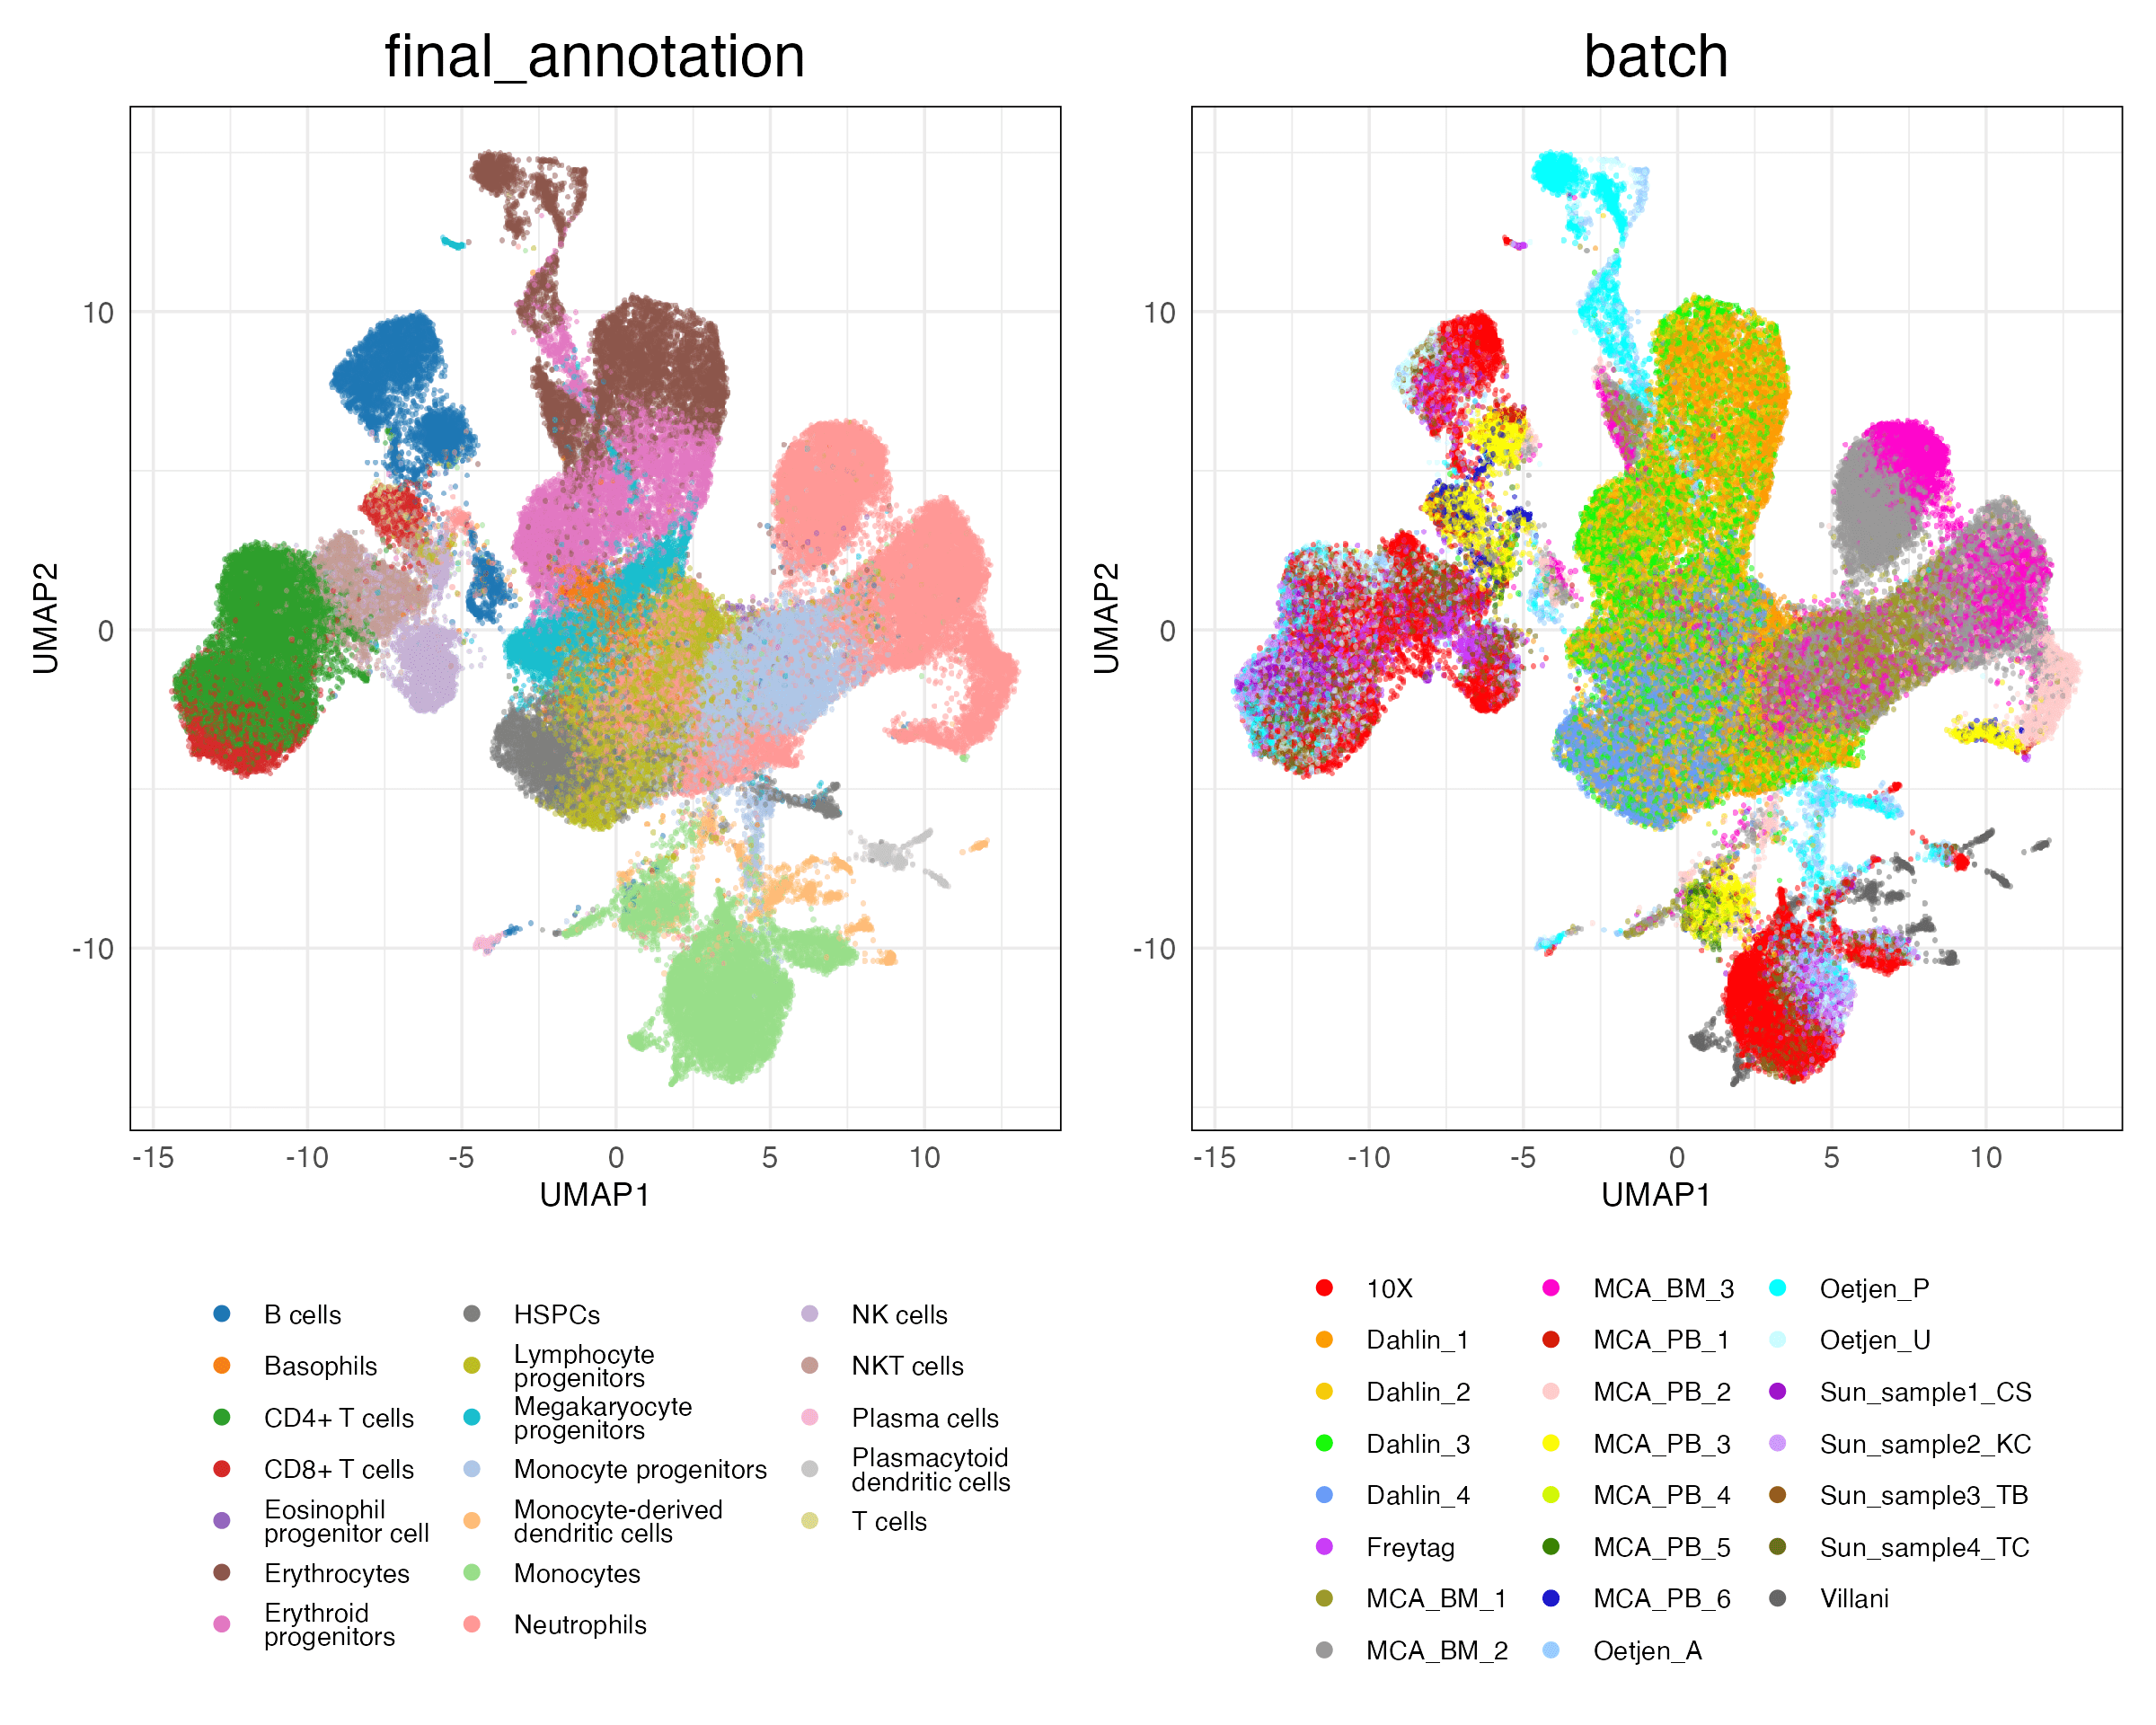 final_annotation
batch
UMAP2
10
0
-10
-15
-10
-5
0
5
10
UMAP1
UMAP2
10
0
-10
-15
-10
-5
0
5
10
UMAP1
B cells
Basophils
CD4+ T cells
CD8+ T cells
Eosinophil
progenitor cell
Erythrocytes
Erythroid
progenitors
HSPCs
Lymphocyte
progenitors
Megakaryocyte
progenitors
Monocyte progenitors
Monocyte-derived
dendritic cells
Monocytes
Neutrophils
NK cells
NKT cells
Plasma cells
Plasmacytoid
dendritic cells
T cells
10X
Dahlin_1
Dahlin_2
Dahlin_3
Dahlin_4
Freytag
MCA_BM_1
MCA_BM_2
MCA_BM_3
MCA_PB_1
MCA_PB_2
MCA_PB_3
MCA_PB_4
MCA_PB_5
MCA_PB_6
Oetjen_A
Oetjen_P
Oetjen_U
Sun_sample1_CS
Sun_sample2_KC
Sun_sample3_TB
Sun_sample4_TC
Villani